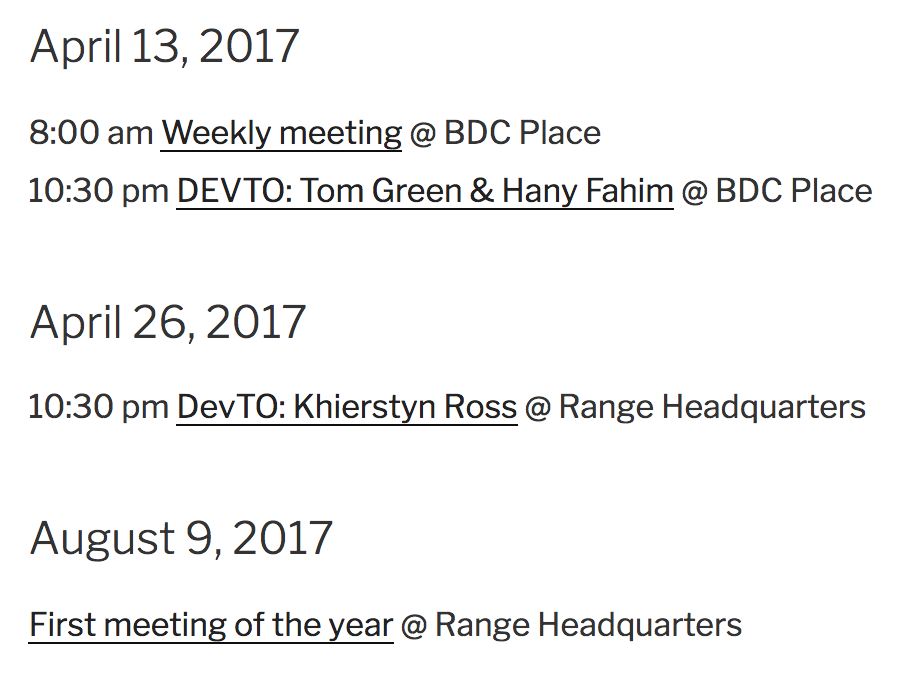 April 13, 2017
8:00 am Weekly meeting @ BDC Place
10:30 pm DEVTO: Tom Green & Hany Fahim @ BDC Place
April 26, 2017
10:30 pm DevTO: Khierstyn Ross @ Range Headquarters
August 9, 2017
First meeting of the year @ Range Headquarters